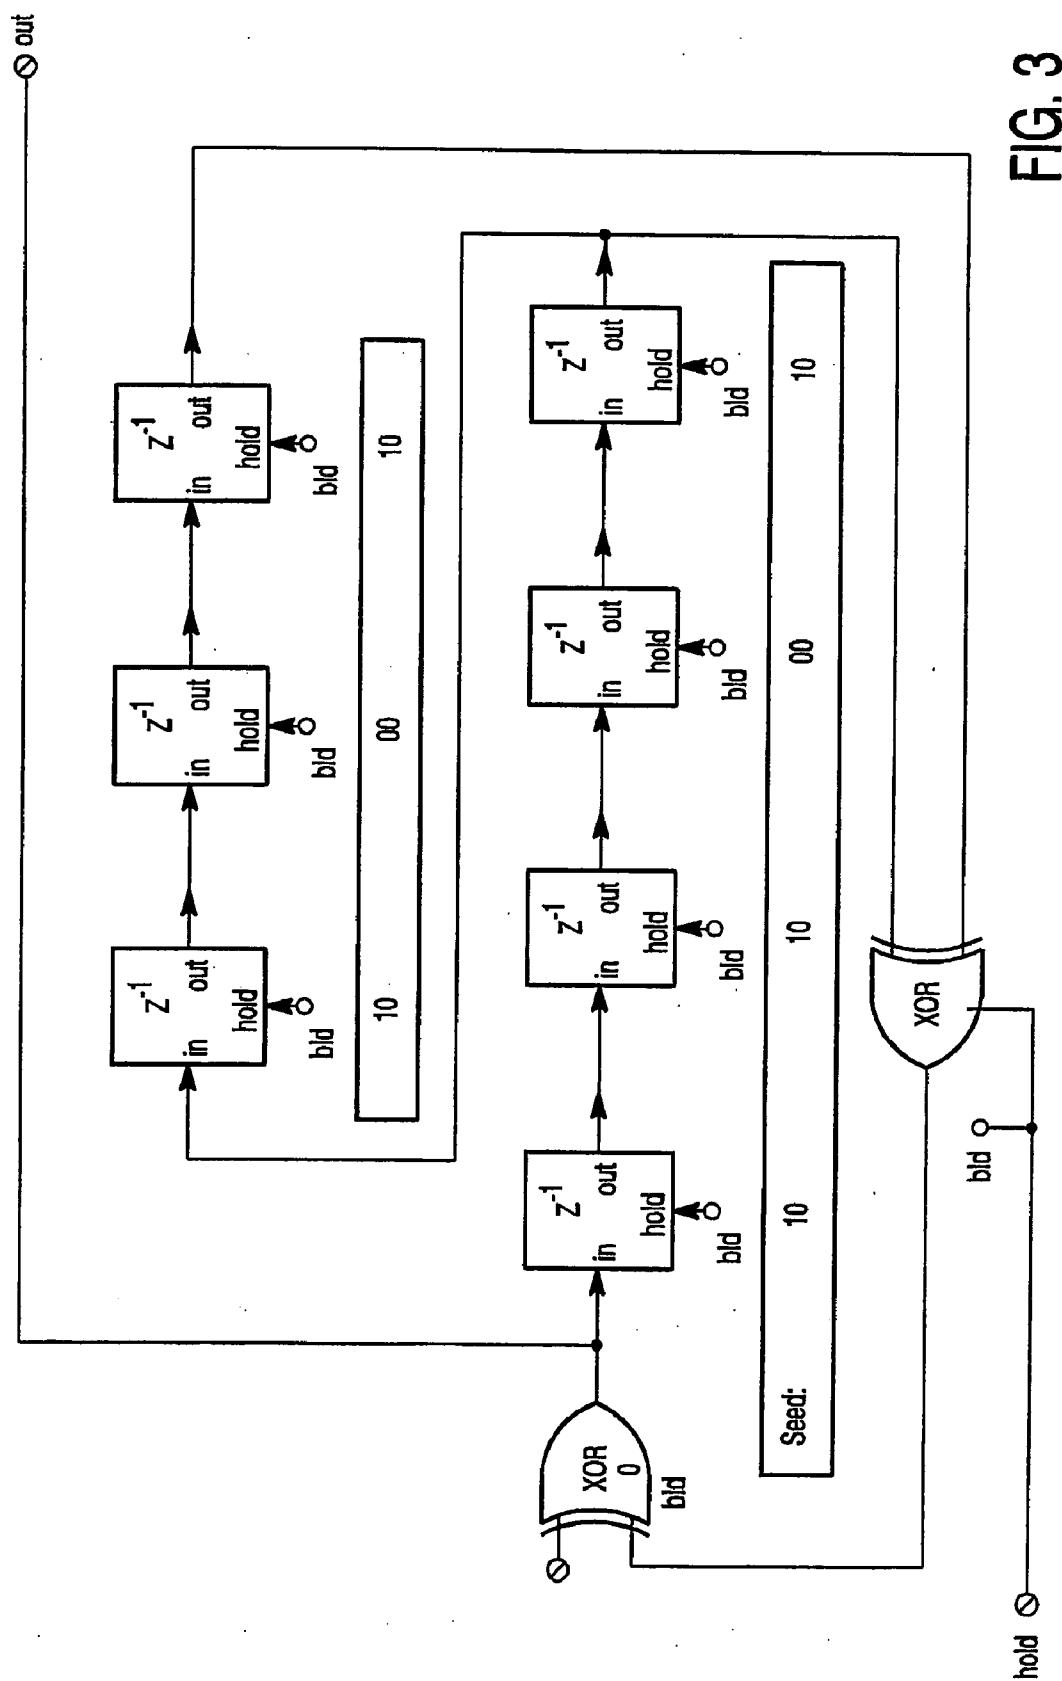 out
Z⁻¹ Z⁻¹ Z⁻¹
in out in out in out
hold hold hold
bld bld bld
10 00 10
Z⁻¹ Z⁻¹ Z⁻¹ Z⁻¹
XOR in out in out in out in out
0
hold hold hold hold
bld bld bld bld bld
Seed: 10 10 00 10
XOR
bld
hold
FIG. 3